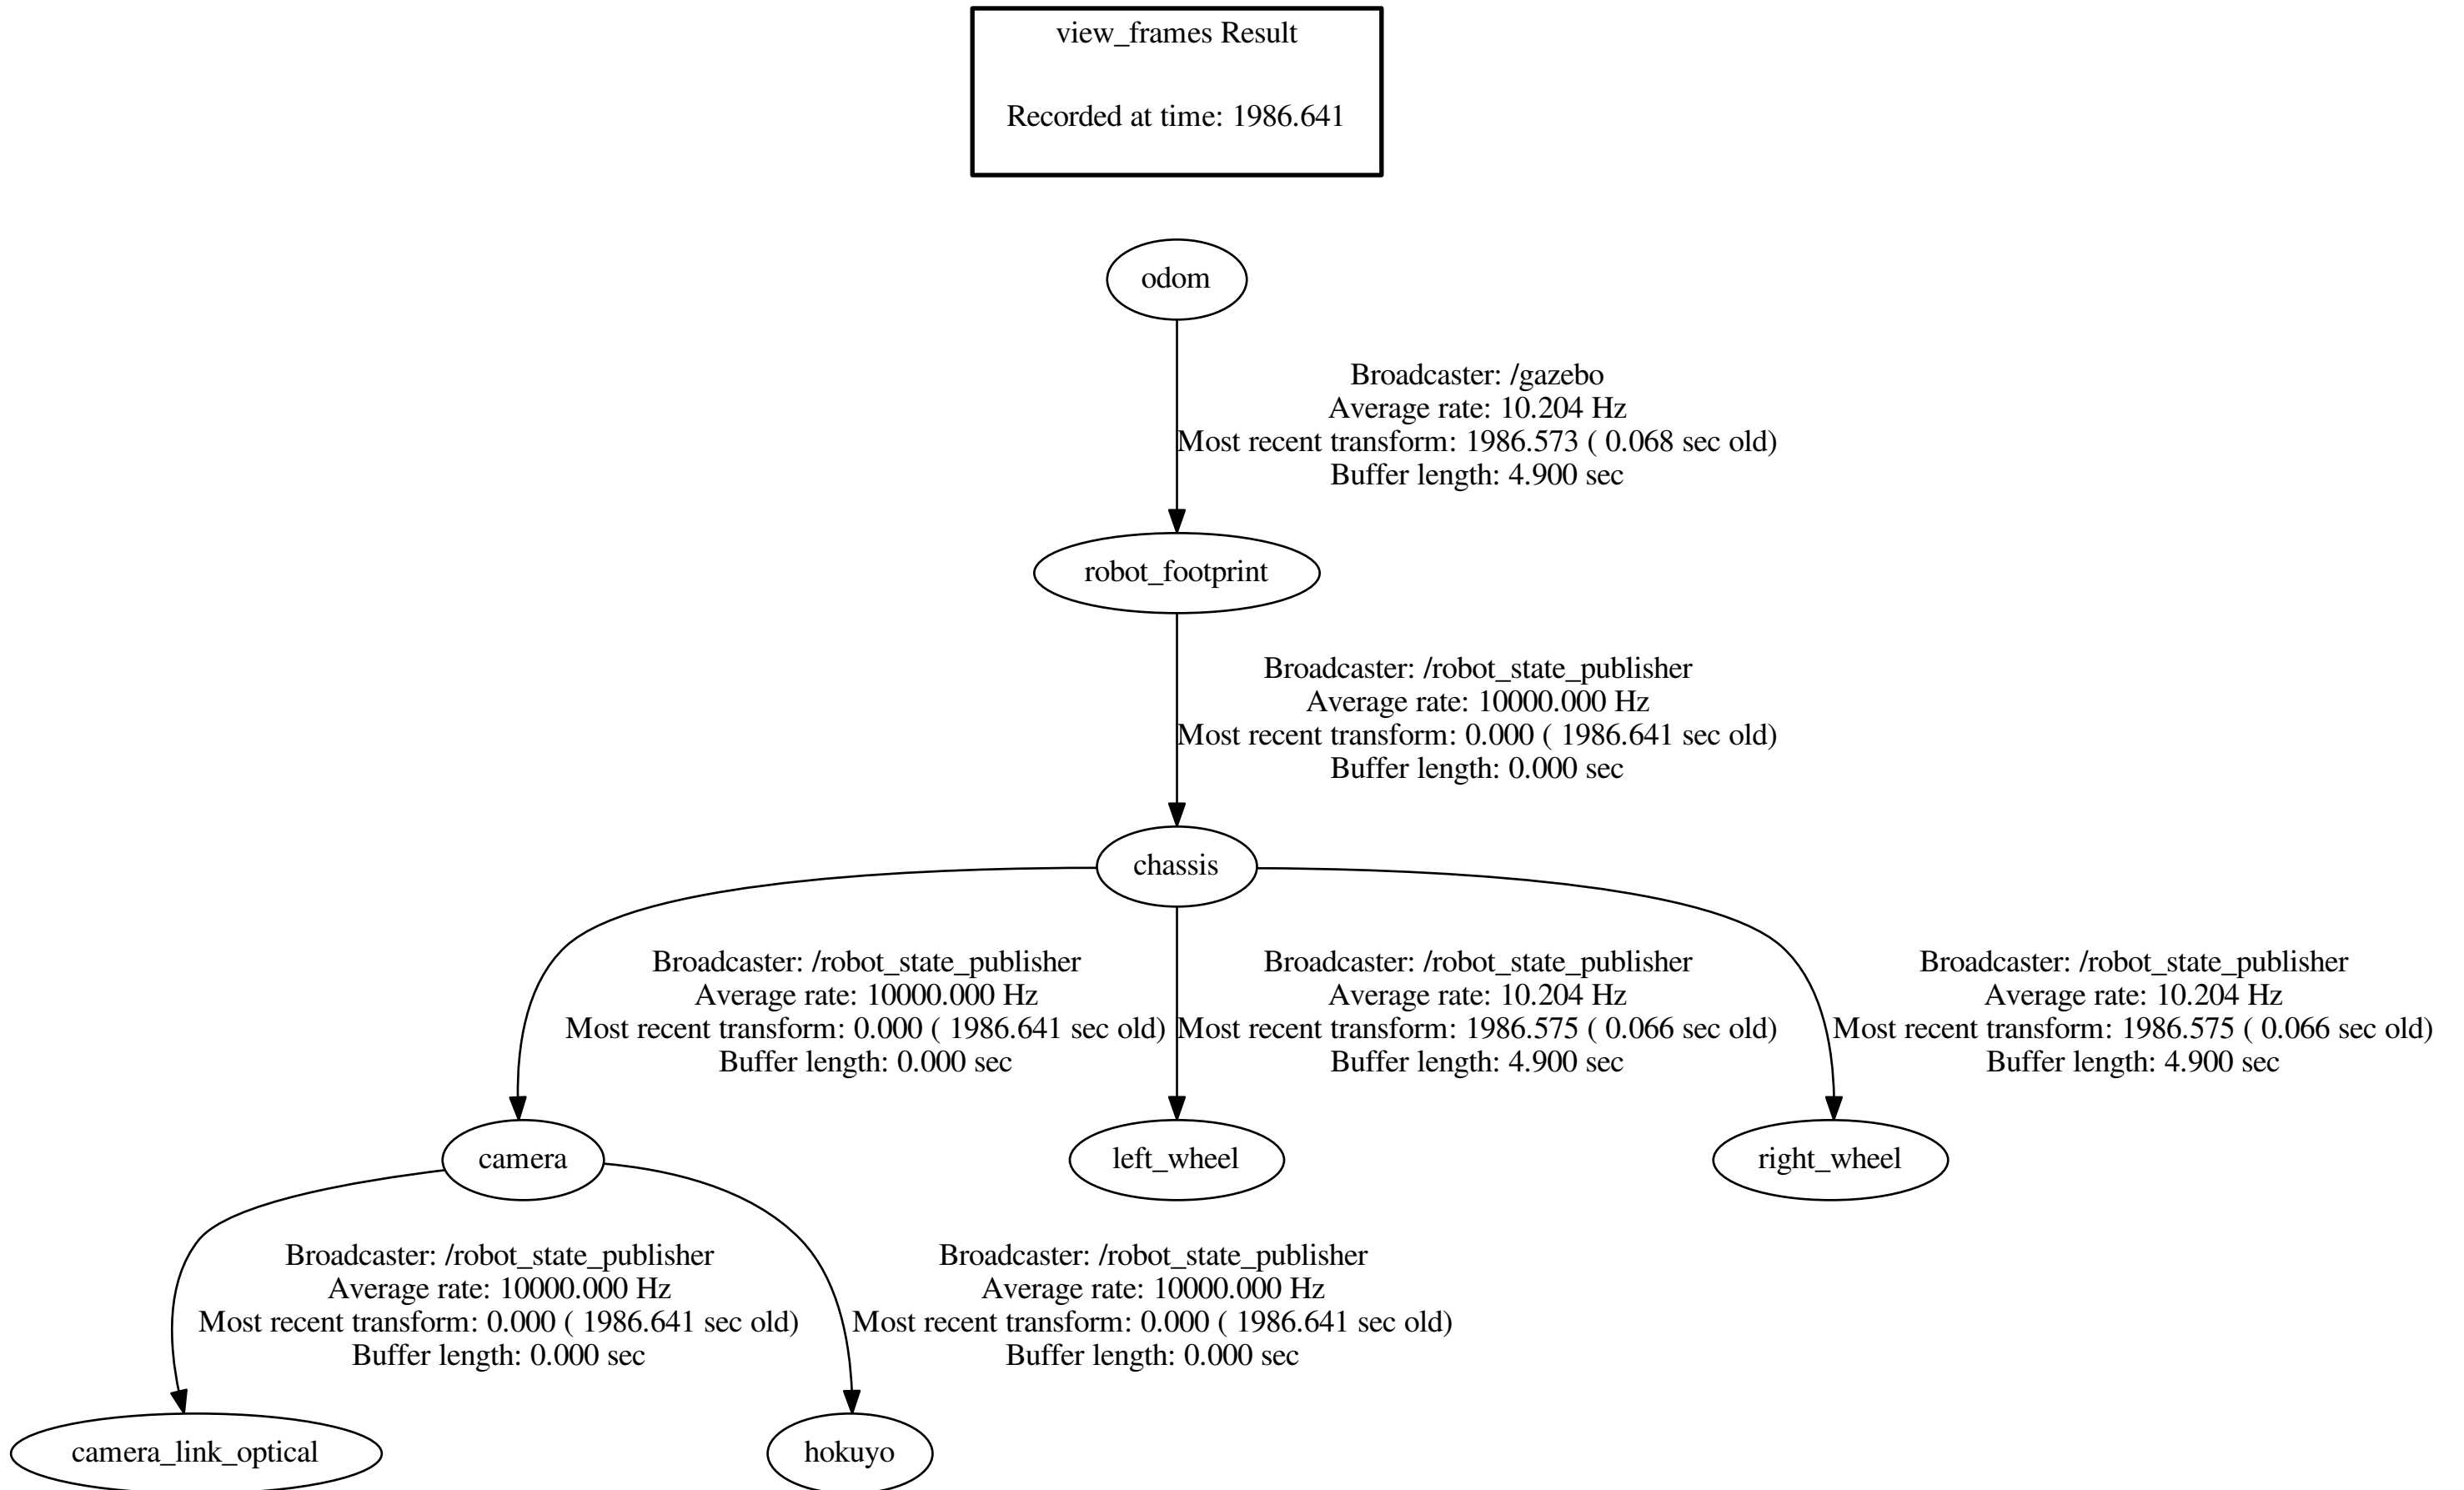 view_frames Result
Recorded at time: 1986.641
odom
Broadcaster: /gazebo
Average rate: 10.204 Hz
Most recent transform: 1986.573 ( 0.068 sec old)
Buffer length: 4.900 sec
robot_footprint
Broadcaster: /robot_state_publisher
Average rate: 10000.000 Hz
Most recent transform: 0.000 ( 1986.641 sec old)
Buffer length: 0.000 sec
chassis
Broadcaster: /robot_state_publisher
Average rate: 10000.000 Hz
Most recent transform: 0.000 ( 1986.641 sec old)
Buffer length: 0.000 sec
Broadcaster: /robot_state_publisher
Average rate: 10.204 Hz
Most recent transform: 1986.575 ( 0.066 sec old)
Buffer length: 4.900 sec
Broadcaster: /robot_state_publisher
Average rate: 10.204 Hz
Most recent transform: 1986.575 ( 0.066 sec old)
Buffer length: 4.900 sec
camera
left_wheel
right_wheel
Broadcaster: /robot_state_publisher
Average rate: 10000.000 Hz
Most recent transform: 0.000 ( 1986.641 sec old)
Buffer length: 0.000 sec
Broadcaster: /robot_state_publisher
Average rate: 10000.000 Hz
Most recent transform: 0.000 ( 1986.641 sec old)
Buffer length: 0.000 sec
camera_link_optical
hokuyo